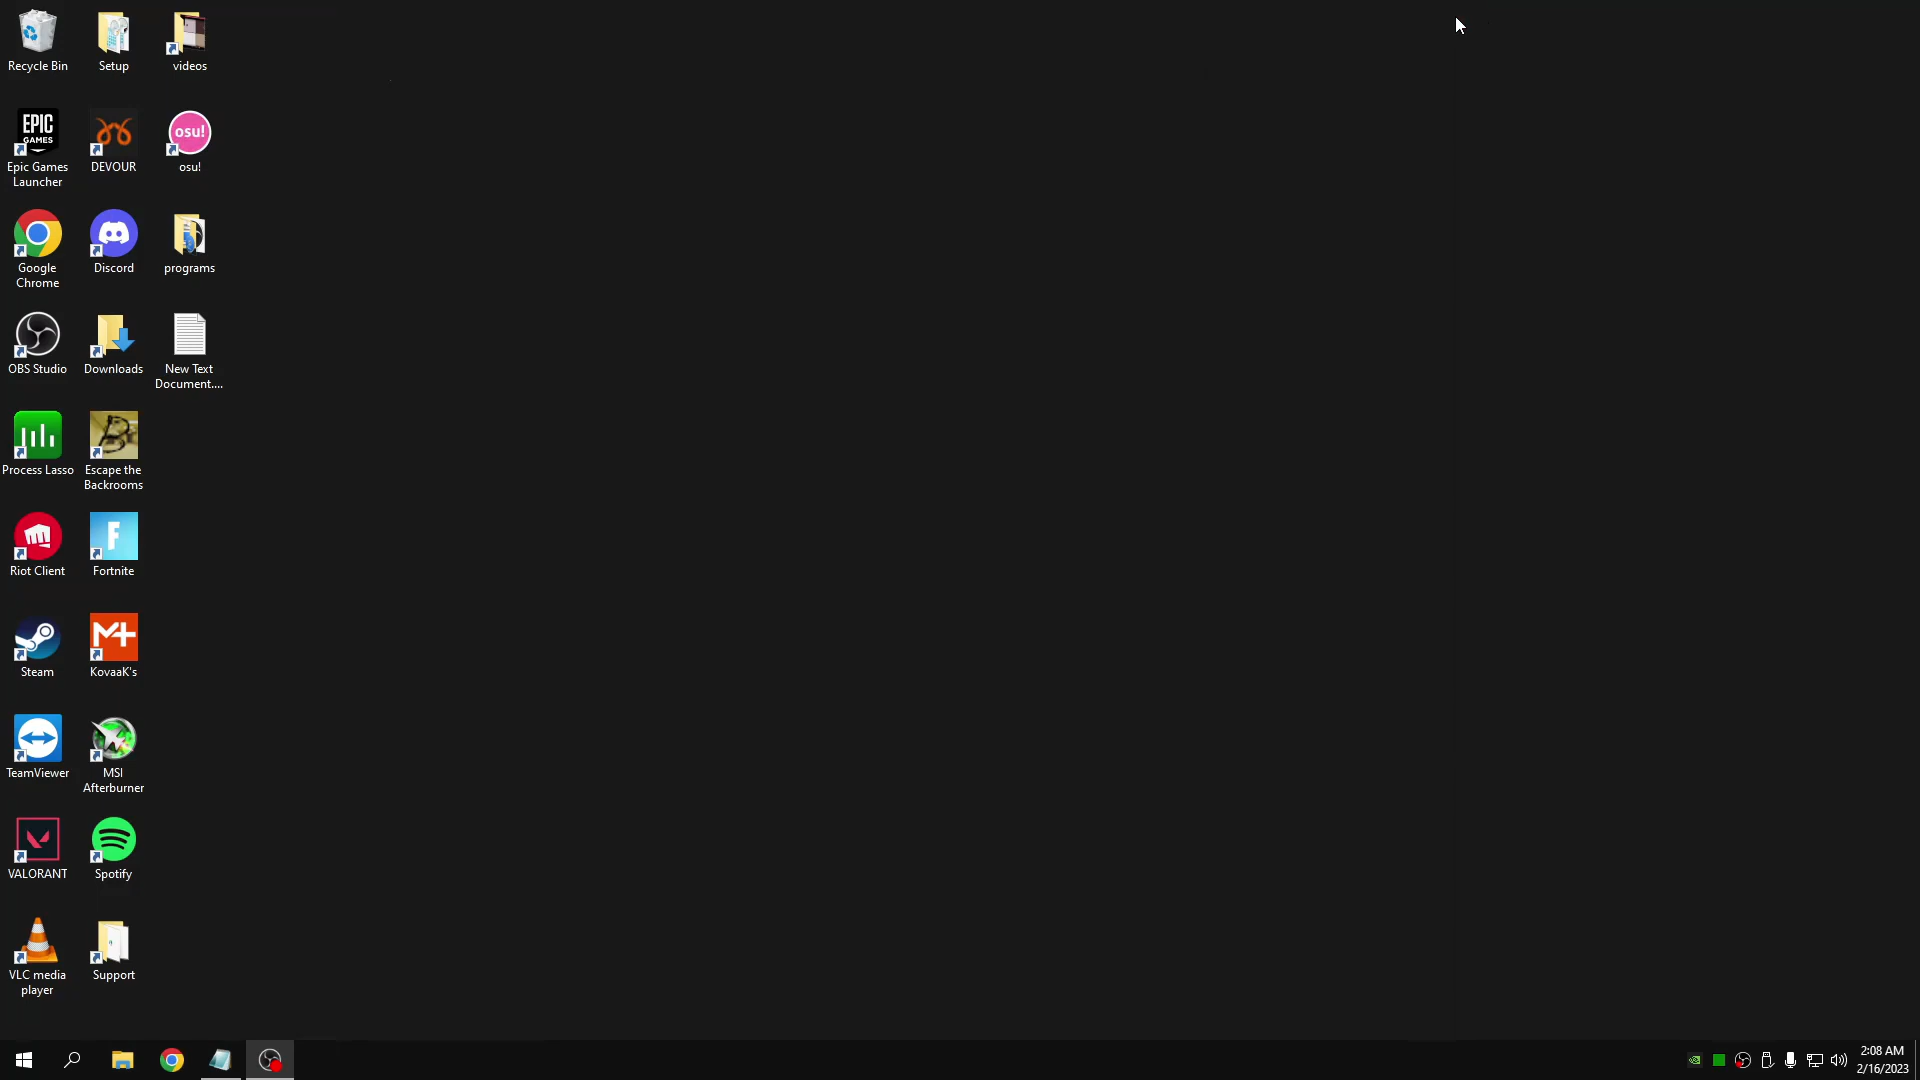 Recycle Bin
Setup
videos
EPIC
GAMES
Epic Games
Launcher
DEVOUR
osu!
osu!
Google
Chrome
Discord
programs
OBS Studio
Downloads
New Text
Document....
Process Lasso
Escape the
Backrooms
Riot Client
F
Fortnite
Steam
KovaaK's
TeamViewer
MSI
Afterburner
VALORANT
Spotify
VLC media
player
Support
2:08 AM
2/16/2023